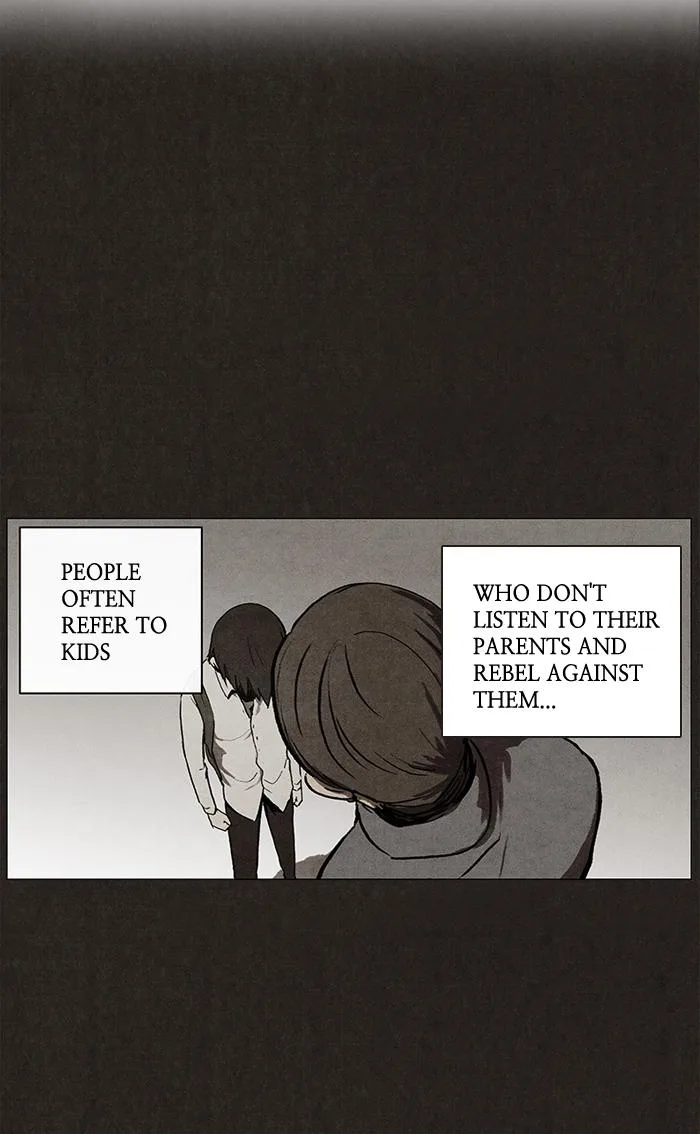 PEOPLE
OFTEN
REFER TO
KIDS
WHO DON'T
LISTEN TO THEIR
PARENTS AND
REBEL AGAINST
THEM...